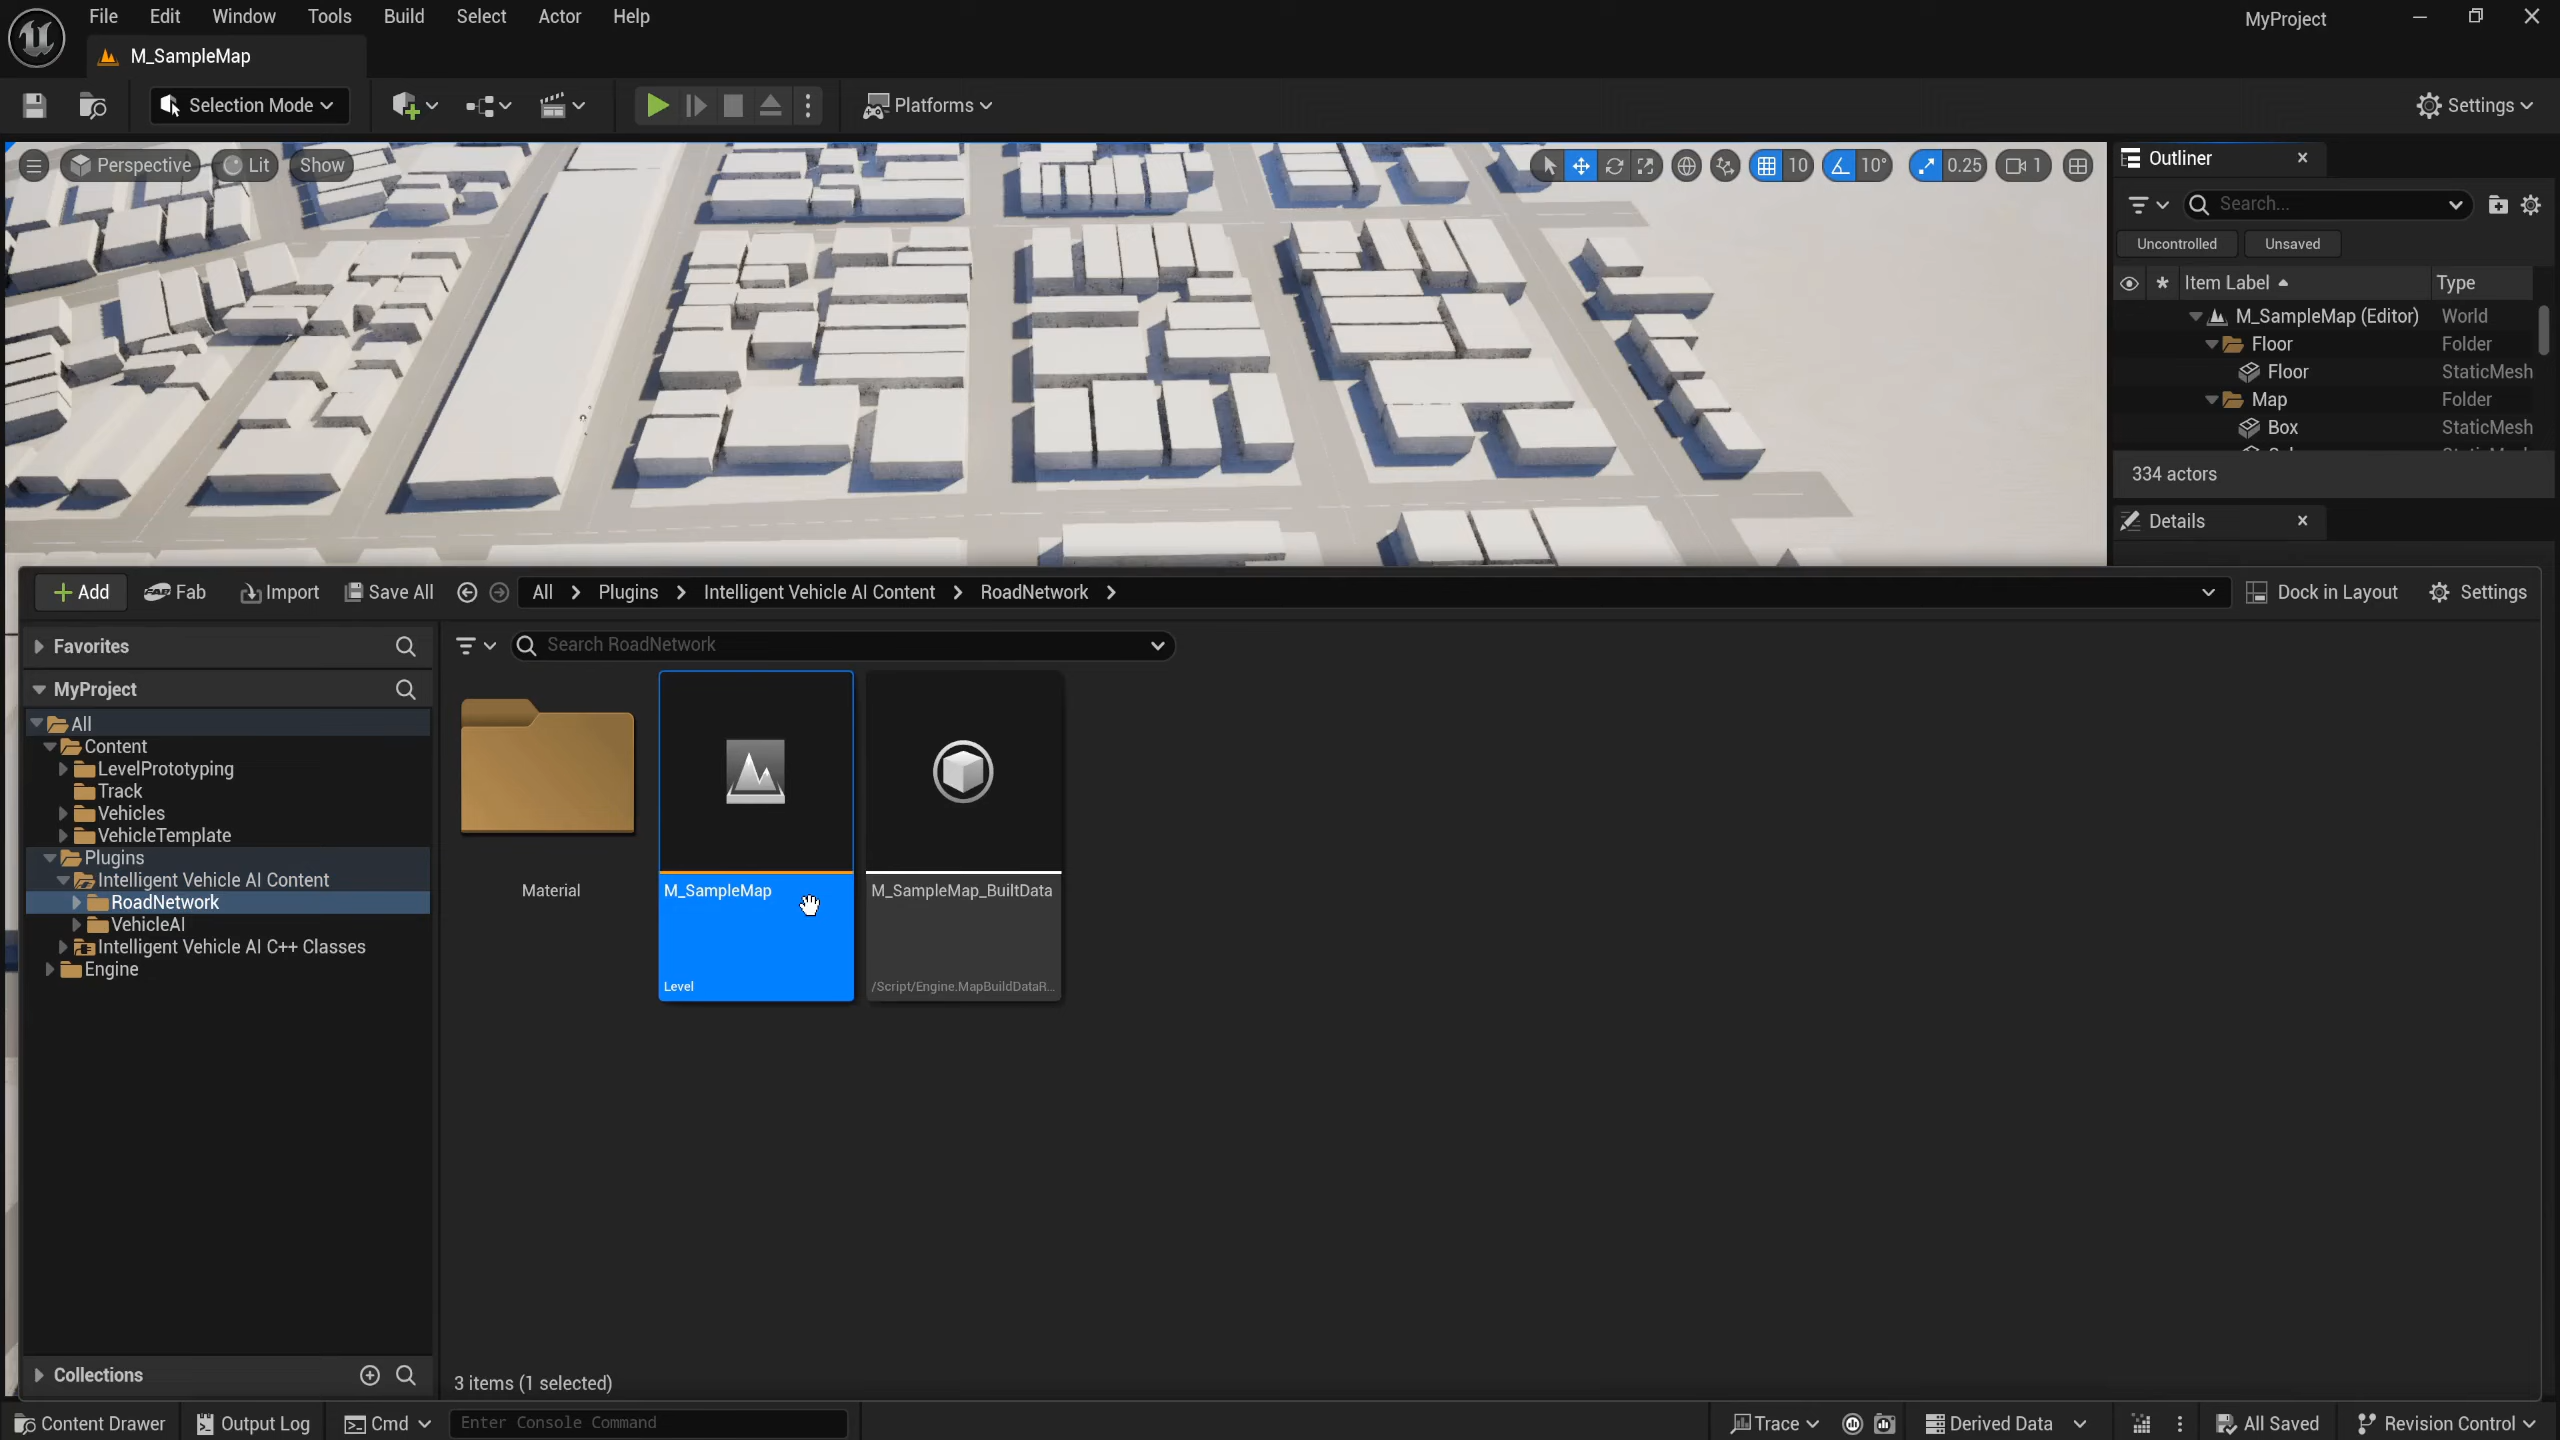 File Edit Window Tools Build Select Actor Help
MyProject
M_SampleMap
Selection Mode
Platforms
Settings
Perspective Lit Show
10 10° 0.25 1
Outliner
Search...
Uncontrolled Unsaved
Item Label Type
M_SampleMap (Editor) World
Floor Folder
Floor StaticMesh
Map Folder
Box StaticMesh
334 actors
Details
Add Fab Import Save All All Plugins Intelligent Vehicle AI Content RoadNetwork Dock in Layout Settings
Favorites
Search RoadNetwork
MyProject
All
Content
LevelPrototyping
Track
Vehicles
VehicleTemplate
Plugins
Intelligent Vehicle AI Content
RoadNetwork
VehicleAI
Intelligent Vehicle AI C++ Classes
Engine
Material
M_SampleMap
Level
M_SampleMap_BuiltData
/Script/Engine.MapBuildDataR...
Collections
3 items (1 selected)
Content Drawer Output Log Cmd Enter Console Command Trace Derived Data All Saved Revision Control